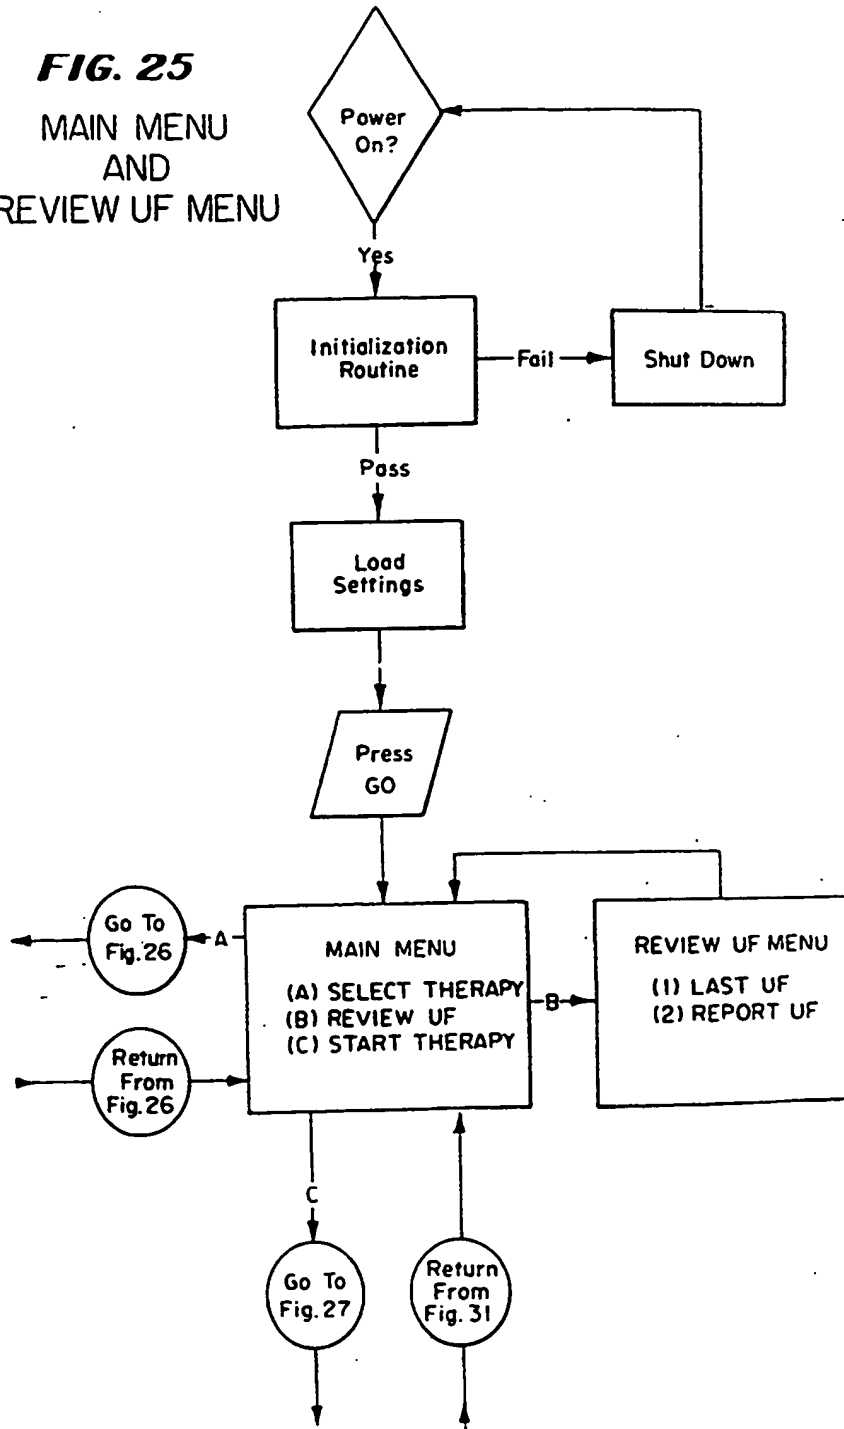 FIG. 25
MAIN MENU
AND
REVIEW UF MENU
Power
On?
Yes
Initialization
Routine
Fail
Shut Down
Pass
Load
Settings
Press
GO
Go To
Fig. 26
A
MAIN MENU
(A) SELECT THERAPY
(B) REVIEW UF
(C) START THERAPY
B
REVIEW UF MENU
(1) LAST UF
(2) REPORT UF
Return
From
Fig. 26
C
Go To
Fig. 27
Return
From
Fig. 31